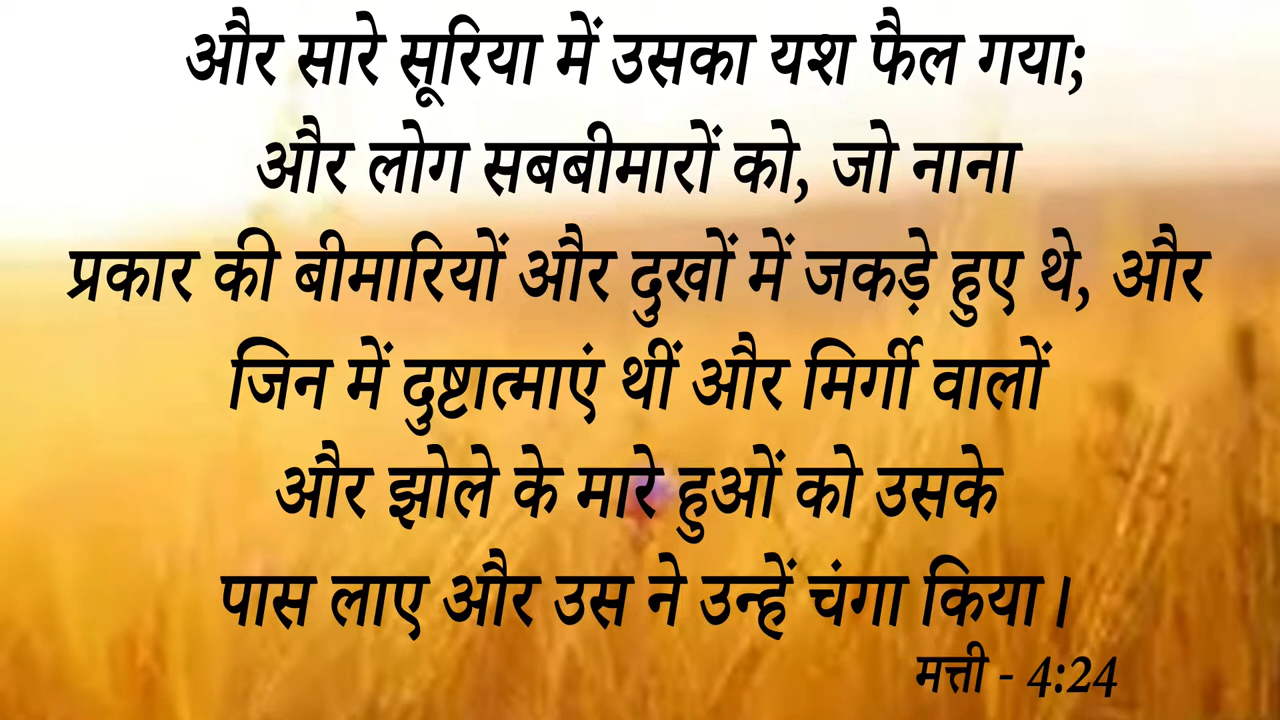 और सारे सूरिया में उसका यश फैल गया;
और लोग सबबीमारों को, जो नाना
प्रकार की बीमारियों और दुखों में जकड़े हुए थे, और
जिन में दुष्टात्माएं थीं और मिर्गी वालों
और झोले के मारे हुओं को उसके
पास लाए और उस ने उन्हें चंगा किया।
मत्ती - 4:24